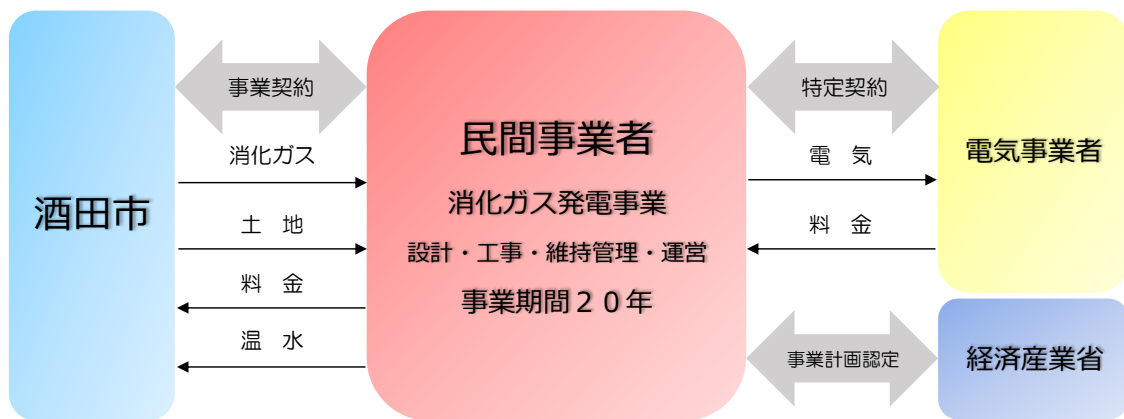 酒田市
事業契約
消化ガス
土　地
料　金
温　水
民間事業者
消化ガス発電事業
設計・工事・維持管理・運営
事業期間２０年
特定契約
電　気
料　金
事業計画認定
電気事業者
経済産業省